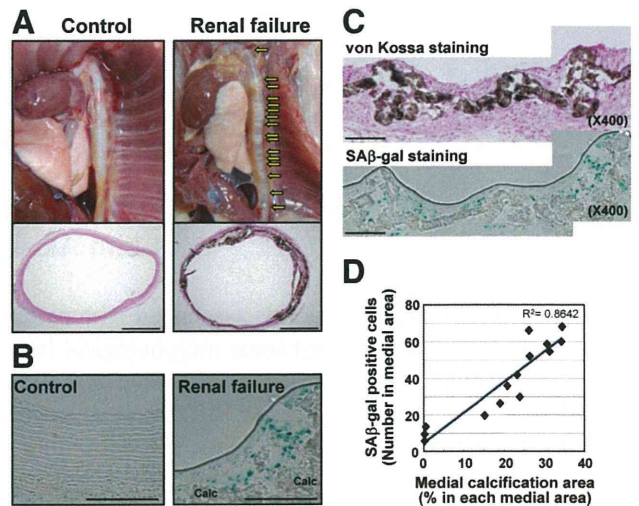 A
Control
Renal failure
B
Control
Renal failure
Calc
Calc
C
von Kossa staining
(X400)
SAβ-gal staining
(X400)
D
SAβ-gal positive cells
(Number in medial area)
80
60
40
20
0
R²= 0.8642
0 10 20 30 40
Medial calcification area
(% in each medial area)